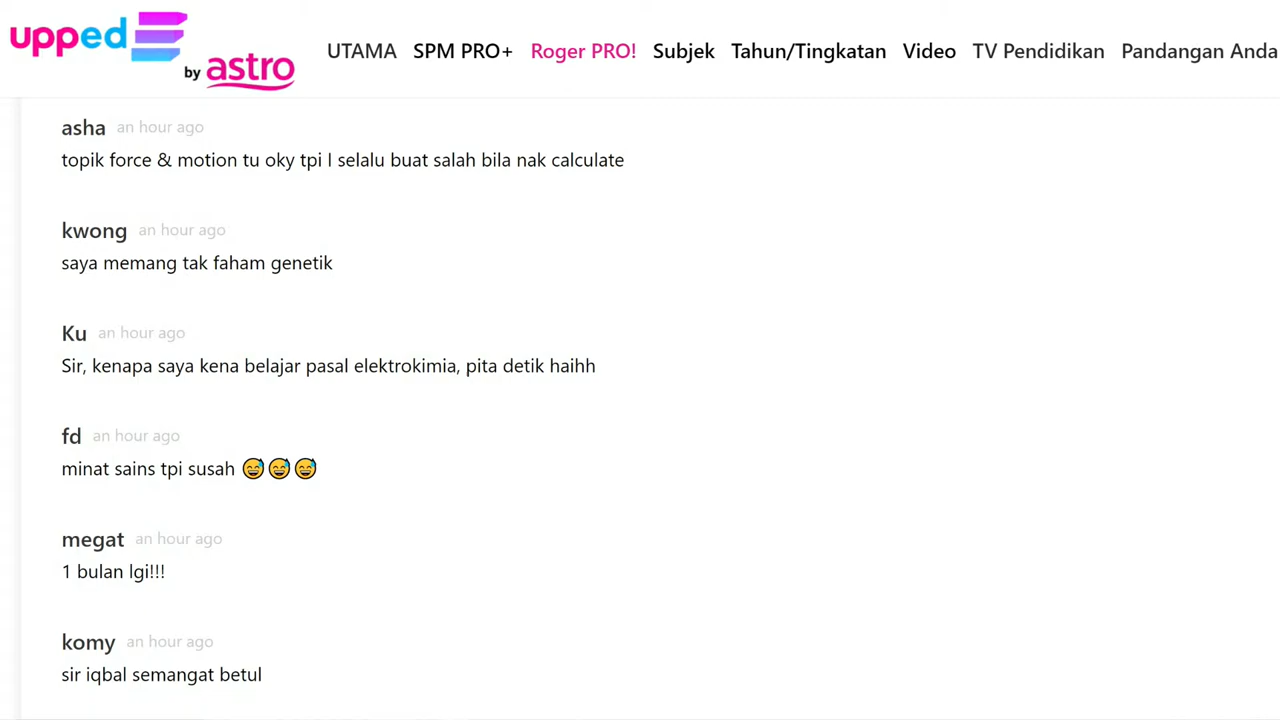 upped
by astro
UTAMA SPM PRO+ Roger PRO! Subjek Tahun/Tingkatan Video TV Pendidikan Pandangan Anda
asha an hour ago
topik force & motion tu oky tpi I selalu buat salah bila nak calculate
kwong an hour ago
saya memang tak faham genetik
Ku an hour ago
Sir, kenapa saya kena belajar pasal elektrokimia, pita detik haihh
fd an hour ago
minat sains tpi susah 😅😅😅
megat an hour ago
1 bulan lgi!!!
komy an hour ago
sir iqbal semangat betul